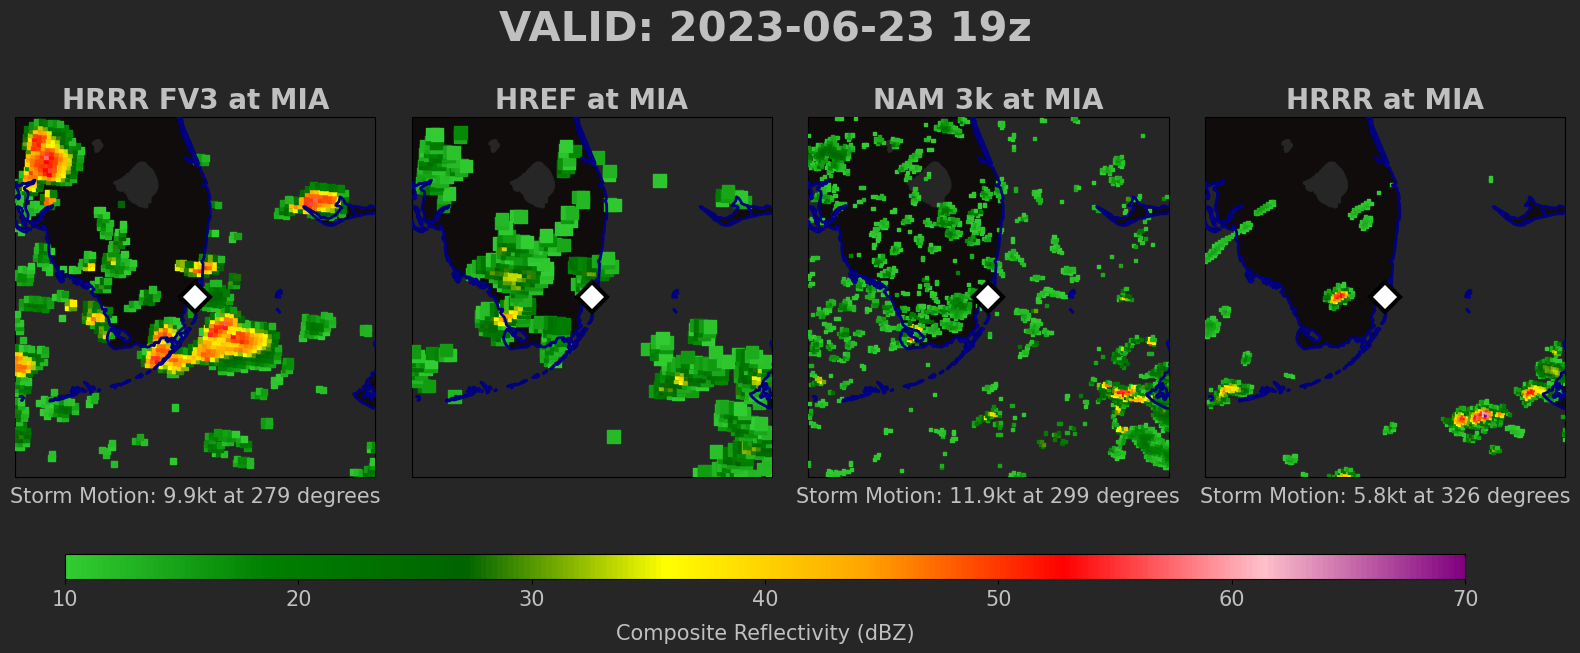 VALID: 2023-06-23 19z
HRRR FV3 at MIA
HREF at MIA
NAM 3k at MIA
HRRR at MIA
Storm Motion: 9.9kt at 279 degrees
Storm Motion: 11.9kt at 299 degrees
Storm Motion: 5.8kt at 326 degrees
10 20 30 40 50 60 70
Composite Reflectivity (dBZ)